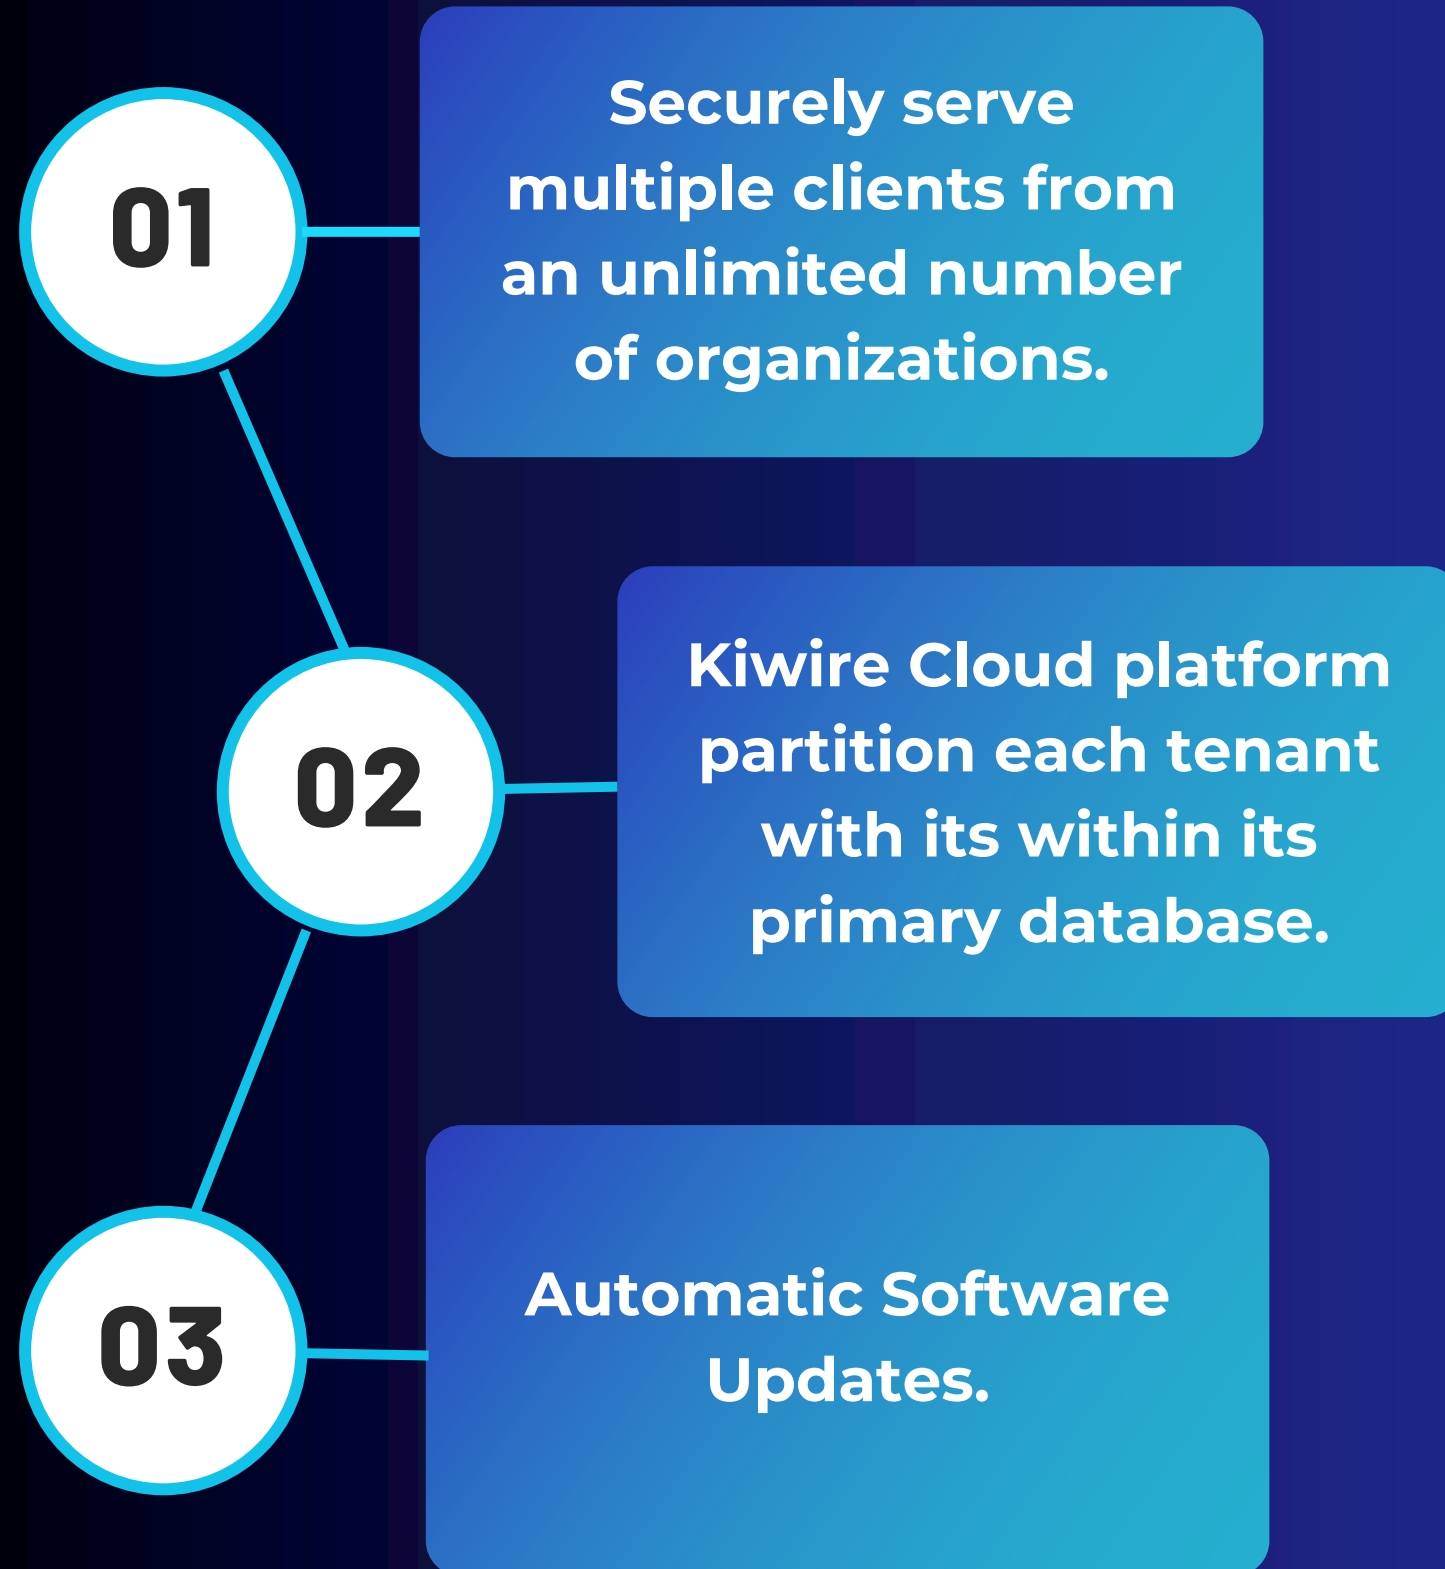 01
Securely serve
multiple clients from
an unlimited number
of organizations.
02
Kiwire Cloud platform
partition each tenant
with its within its
primary database.
03
Automatic Software
Updates.